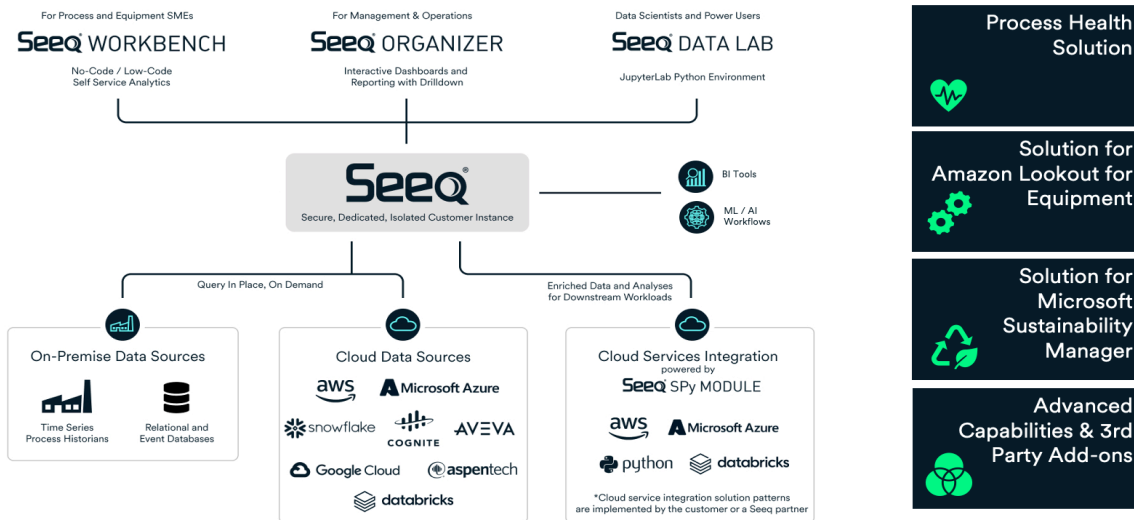 For Process and Equipment SMEs
Seeq WORKBENCH
No-Code / Low-Code
Self Service Analytics
For Management & Operations
Seeq ORGANIZER
Interactive Dashboards and
Reporting with Drilldown
Data Scientists and Power Users
Seeq DATA LAB
JupyterLab Python Environment
Seeq®
Secure, Dedicated, Isolated Customer Instance
BI Tools
ML / AI
Workflows
Query In Place, On Demand
Enriched Data and Analyses
for Downstream Workloads
On-Premise Data Sources
Time Series
Process Historians
Relational and
Event Databases
Cloud Data Sources
aws
Microsoft Azure
snowflake
COGNITE
AVEVA
Google Cloud
aspentech
databricks
Cloud Services Integration
powered by
Seeq SPy MODULE
aws
Microsoft Azure
python
databricks
*Cloud service integration solution patterns
are implemented by the customer or a Seeq partner
Process Health
Solution
Solution for
Amazon Lookout for
Equipment
Solution for
Microsoft
Sustainability
Manager
Advanced
Capabilities & 3rd
Party Add-ons